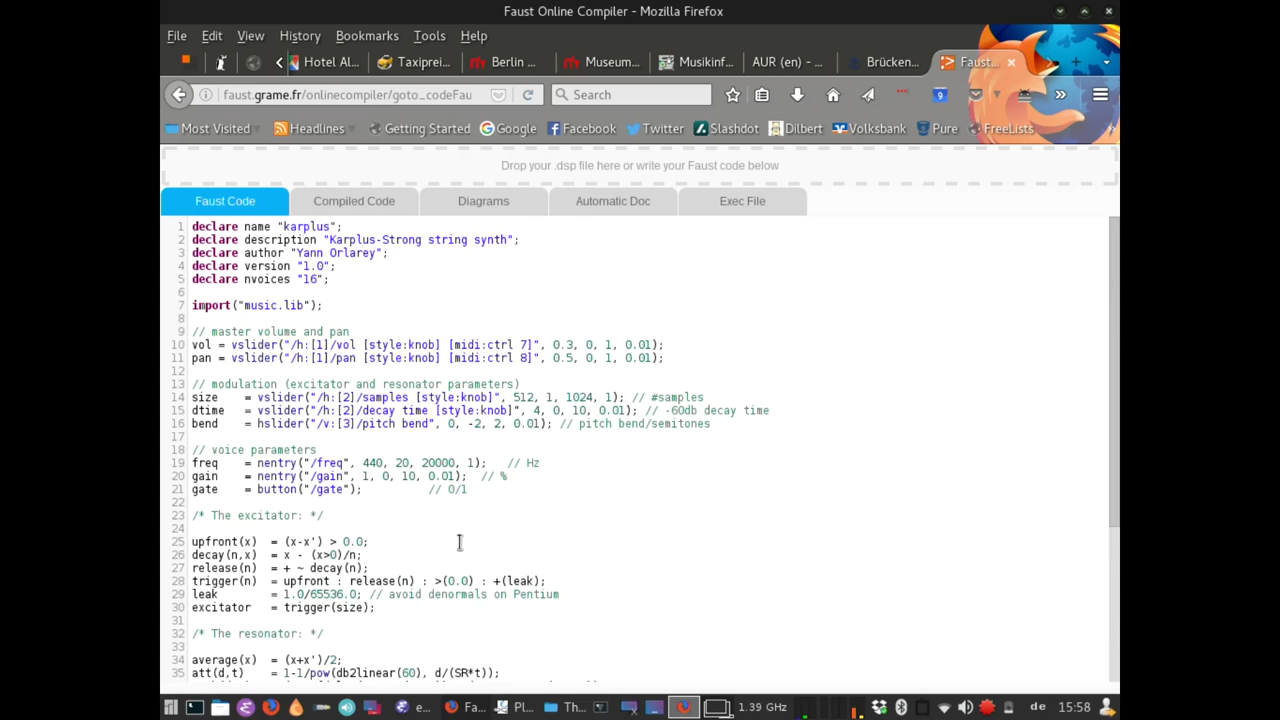 Faust Online Compiler - Mozilla Firefox
File Edit View History Bookmarks Tools Help
Hotel Al... Taxiprei... Berlin ... Museum... Musikinf... AUR (en) - ... Brücken... Faust...
faust.grame.fr/onlinecompiler/goto_codeFau Search 9
Most Visited Headlines Getting Started Google Facebook Twitter Slashdot Dilbert Volksbank Pure FreeLists
Drop your .dsp file here or write your Faust code below
Faust Code Compiled Code Diagrams Automatic Doc Exec File
1 declare name "karplus";
2 declare description "Karplus-Strong string synth";
3 declare author "Yann Orlarey";
4 declare version "1.0";
5 declare nvoices "16";
6
7 import("music.lib");
8
9 // master volume and pan
10 vol = vslider("/h:[1]/vol [style:knob] [midi:ctrl 7]", 0.3, 0, 1, 0.01);
11 pan = vslider("/h:[1]/pan [style:knob] [midi:ctrl 8]", 0.5, 0, 1, 0.01);
12
13 // modulation (excitator and resonator parameters)
14 size = vslider("/h:[2]/samples [style:knob]", 512, 1, 1024, 1); // #samples
15 dtime = vslider("/h:[2]/decay time [style:knob]", 4, 0, 10, 0.01); // -60db decay time
16 bend = hslider("/v:[3]/pitch bend", 0, -2, 2, 0.01); // pitch bend/semitones
17
18 // voice parameters
19 freq = nentry("/freq", 440, 20, 20000, 1); // Hz
20 gain = nentry("/gain", 1, 0, 10, 0.01); // %
21 gate = button("/gate"); // 0/1
22
23 /* The excitator: */
24
25 upfront(x) = (x-x') > 0.0;
26 decay(n,x) = x - (x>0)/n;
27 release(n) = + ~ decay(n);
28 trigger(n) = upfront : release(n) : >(0.0) : +(leak);
29 leak = 1.0/65536.0; // avoid denormals on Pentium
30 excitator = trigger(size);
31
32 /* The resonator: */
33
34 average(x) = (x+x')/2;
35 att(d,t) = 1-1/pow(db2linear(60), d/(SR*t));
e... Fa... Pl... Th... 1.39 GHz de 15:58